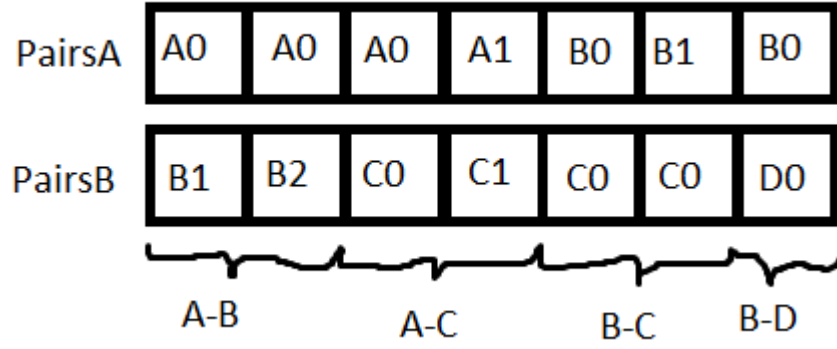 PairsA A0 A0 A0 A1 B0 B1 B0
PairsB B1 B2 C0 C1 C0 C0 D0
A-B A-C B-C B-D